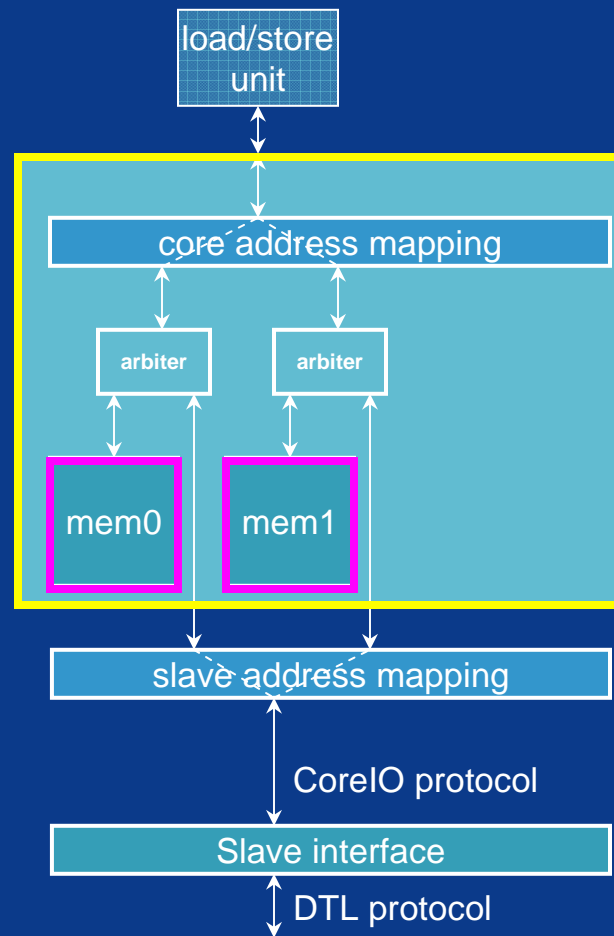 load/store
unit
core address mapping
arbiter
arbiter
mem0
mem1
slave address mapping
CoreIO protocol
Slave interface
DTL protocol